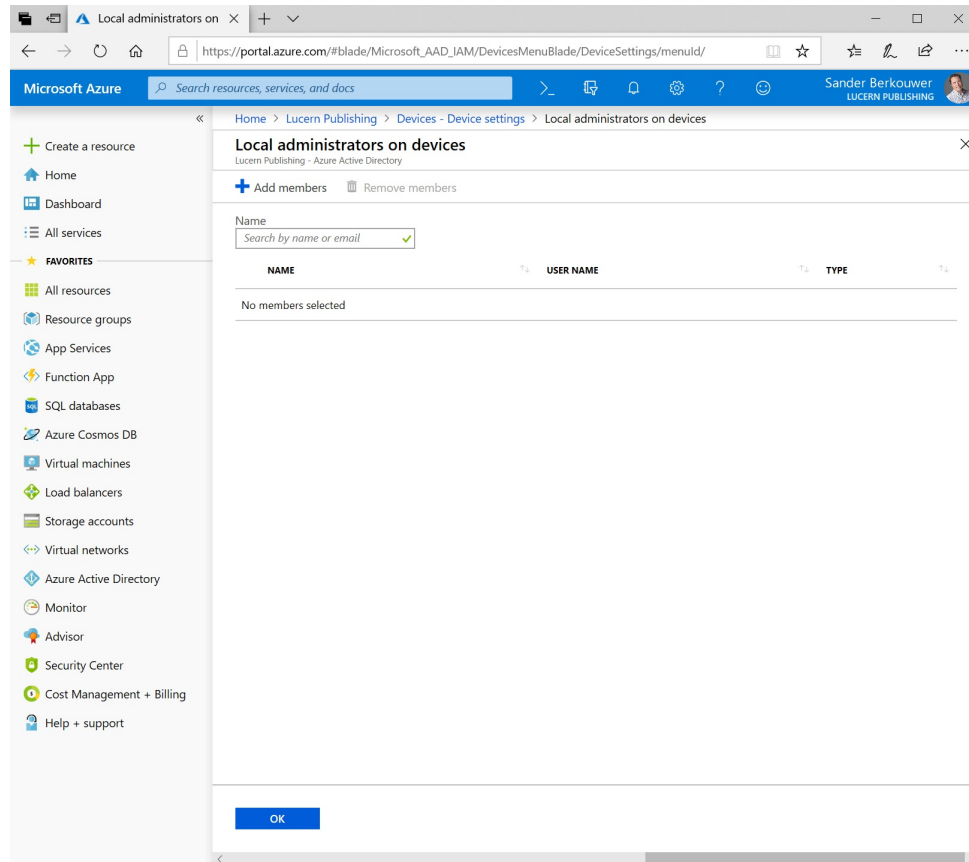 Local administrators on
https://portal.azure.com/#blade/Microsoft_AAD_IAM/DevicesMenuBlade/DeviceSettings/menuId/
Microsoft Azure
Search resources, services, and docs
Sander Berkouwer
LUCERN PUBLISHING
Home > Lucern Publishing > Devices - Device settings > Local administrators on devices
Create a resource
Home
Dashboard
All services
FAVORITES
All resources
Resource groups
App Services
Function App
SQL databases
Azure Cosmos DB
Virtual machines
Load balancers
Storage accounts
Virtual networks
Azure Active Directory
Monitor
Advisor
Security Center
Cost Management + Billing
Help + support
Local administrators on devices
Lucern Publishing - Azure Active Directory
Add members Remove members
Name
Search by name or email
NAME USER NAME TYPE
No members selected
OK